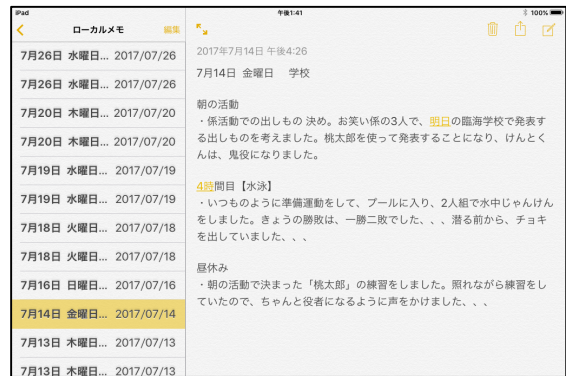 iPad
午後1:41
100%
ローカルメモ
編集
7月26日 水曜日... 2017/07/26
7月26日 水曜日... 2017/07/26
7月20日 木曜日... 2017/07/20
7月20日 木曜日... 2017/07/20
7月19日 水曜日... 2017/07/19
7月19日 水曜日... 2017/07/19
7月18日 火曜日... 2017/07/18
7月18日 火曜日... 2017/07/18
7月16日 日曜日... 2017/07/16
7月14日 金曜日... 2017/07/14
7月13日 木曜日... 2017/07/13
7月13日 木曜日... 2017/07/13
2017年7月14日 午後4:26
7月14日 金曜日 学校
朝の活動
・係活動での出しもの 決め。お笑い係の3人で、明日の臨海学校で発表す
る出しものを考えました。桃太郎を使って発表することになり、けんとく
んは、鬼役になりました。
4時間目【水泳】
・いつものように準備運動をして、プールに入り、2人組で水中じゃんけん
をしました。きょうの勝敗は、一勝二敗でした、、、潜る前から、チョキ
を出していました、、、
昼休み
・朝の活動で決まった「桃太郎」の練習をしました。照れながら練習をし
ていたので、ちゃんと役者になるように声をかけました、、、